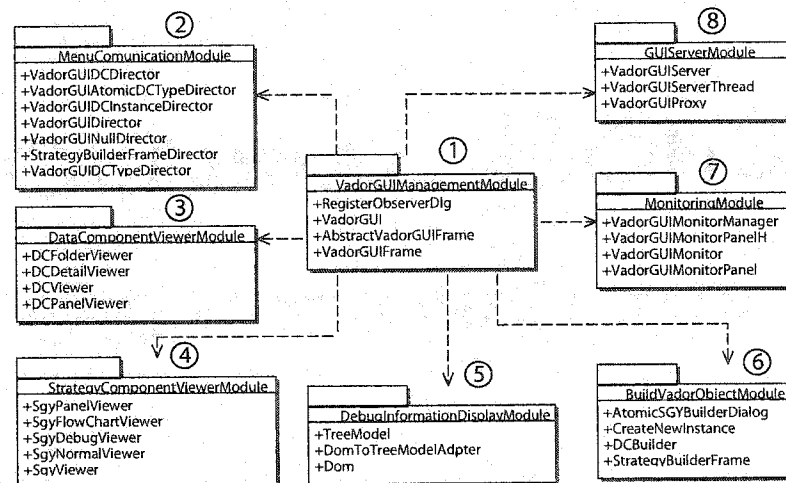 ②
MenuComunicationModule
+VadorGUIDCDirector
+VadorGUIAtomicDCTypeDirector
+VadorGUIDCInstanceDirector
+VadorGUIDirector
+VadorGUINullDirector
+StrategyBuilderFrameDirector
+VadorGUIDCTypeDirector
⑧
GUIServerModule
+VadorGUIServer
+VadorGUIServerThread
+VadorGUIProxy
①
VadorGUIManagementModule
+RegisterObserverDlg
+VadorGUI
+AbstractVadorGUIFrame
+VadorGUIFrame
③
DataComponentViewerModule
+DCFolderViewer
+DCDetailViewer
+DCViewer
+DCPanelViewer
⑦
MonitoringModule
+VadorGUIMonitorManager
+VadorGUIMonitorPanelH
+VadorGUIMonitor
+VadorGUIMonitorPanel
④
StrategyComponentViewerModule
+SgyPanelViewer
+SgyFlowChartViewer
+SgyDebugViewer
+SgyNormalViewer
+SgyViewer
⑤
DebugInformationDisplayModule
+TreeModel
+DomToTreeModelAdpter
+Dom
⑥
BuildVadorObjectModule
+AtomicSGYBuilderDialog
+CreateNewInstance
+DCBuilder
+StrategyBuilderFrame